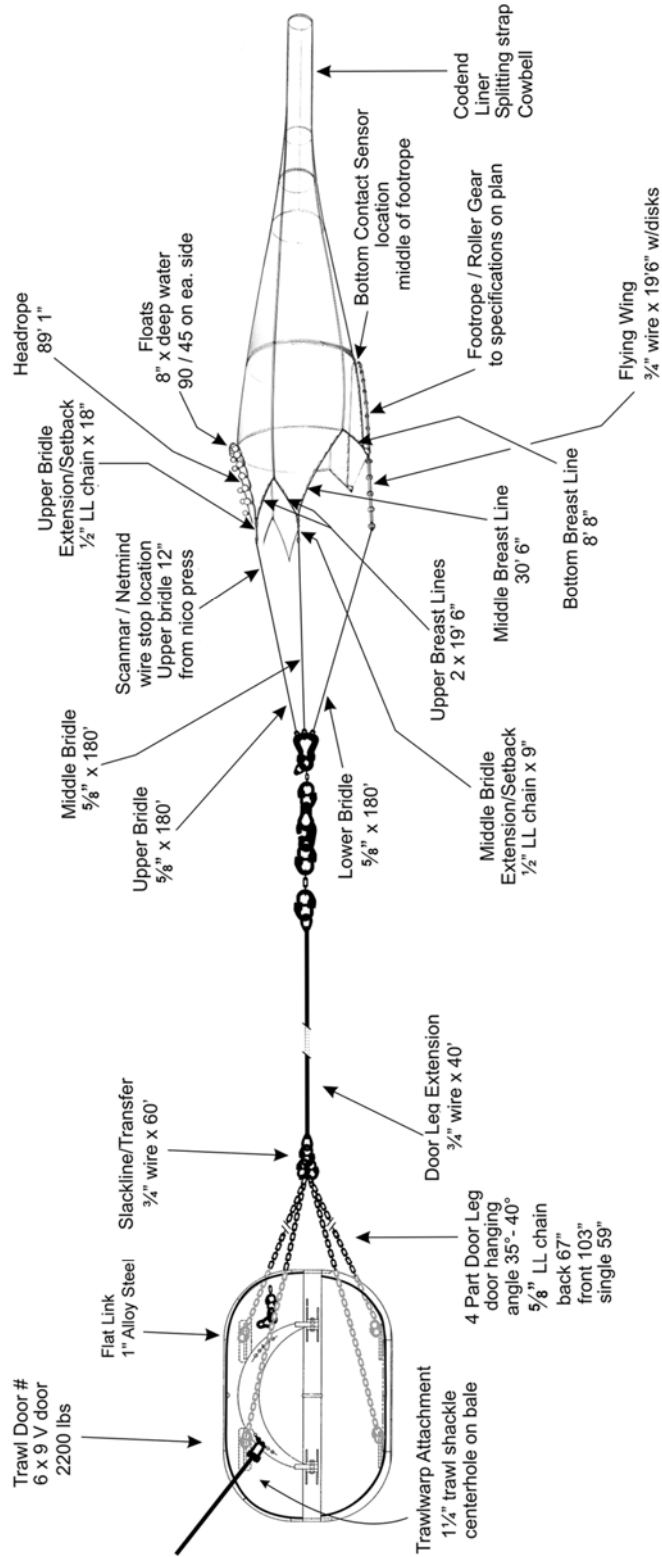 Trawl Door #
6 x 9 V door
2200 lbs
Flat Link
1" Alloy Steel
Slackline/Transfer
¾" wire x 60'
Trawlwarp Attachment
1¼" trawl shackle
centerhole on bale
4 Part Door Leg
door hanging
angle 35°- 40°
⅝" LL chain
back 67"
front 103"
single 59"
Door Leg Extension
¾" wire x 40'
Middle Bridle
⅝" x 180'
Upper Bridle
⅝" x 180'
Lower Bridle
⅝" x 180'
Scanmar / Netmind
wire stop location
Upper bridle 12"
from nico press
Upper Bridle
Extension/Setback
½" LL chain x 18"
Headrope
89' 1"
Floats
8" x deep water
90 / 45 on ea. side
Middle Bridle
Extension/Setback
½" LL chain x 9"
Upper Breast Lines
2 x 19' 6"
Middle Breast Line
30' 6"
Bottom Breast Line
8' 8"
Flying Wing
¾" wire x 19'6" w/disks
Footrope / Roller Gear
to specifications on plan
Bottom Contact Sensor
location
middle of footrope
Codend
Liner
Splitting strap
Cowbell